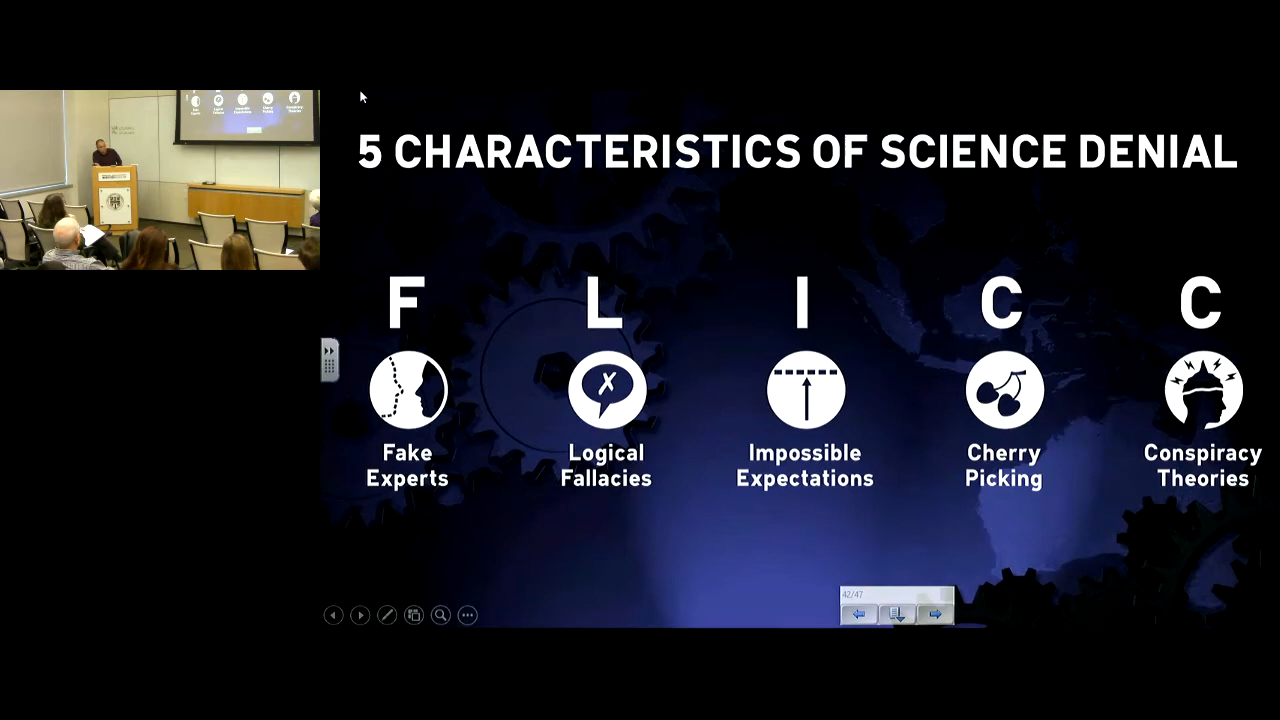 5 CHARACTERISTICS OF SCIENCE DENIAL
F L I C C
Fake Experts
Logical Fallacies
Impossible Expectations
Cherry Picking
Conspiracy Theories
42/47